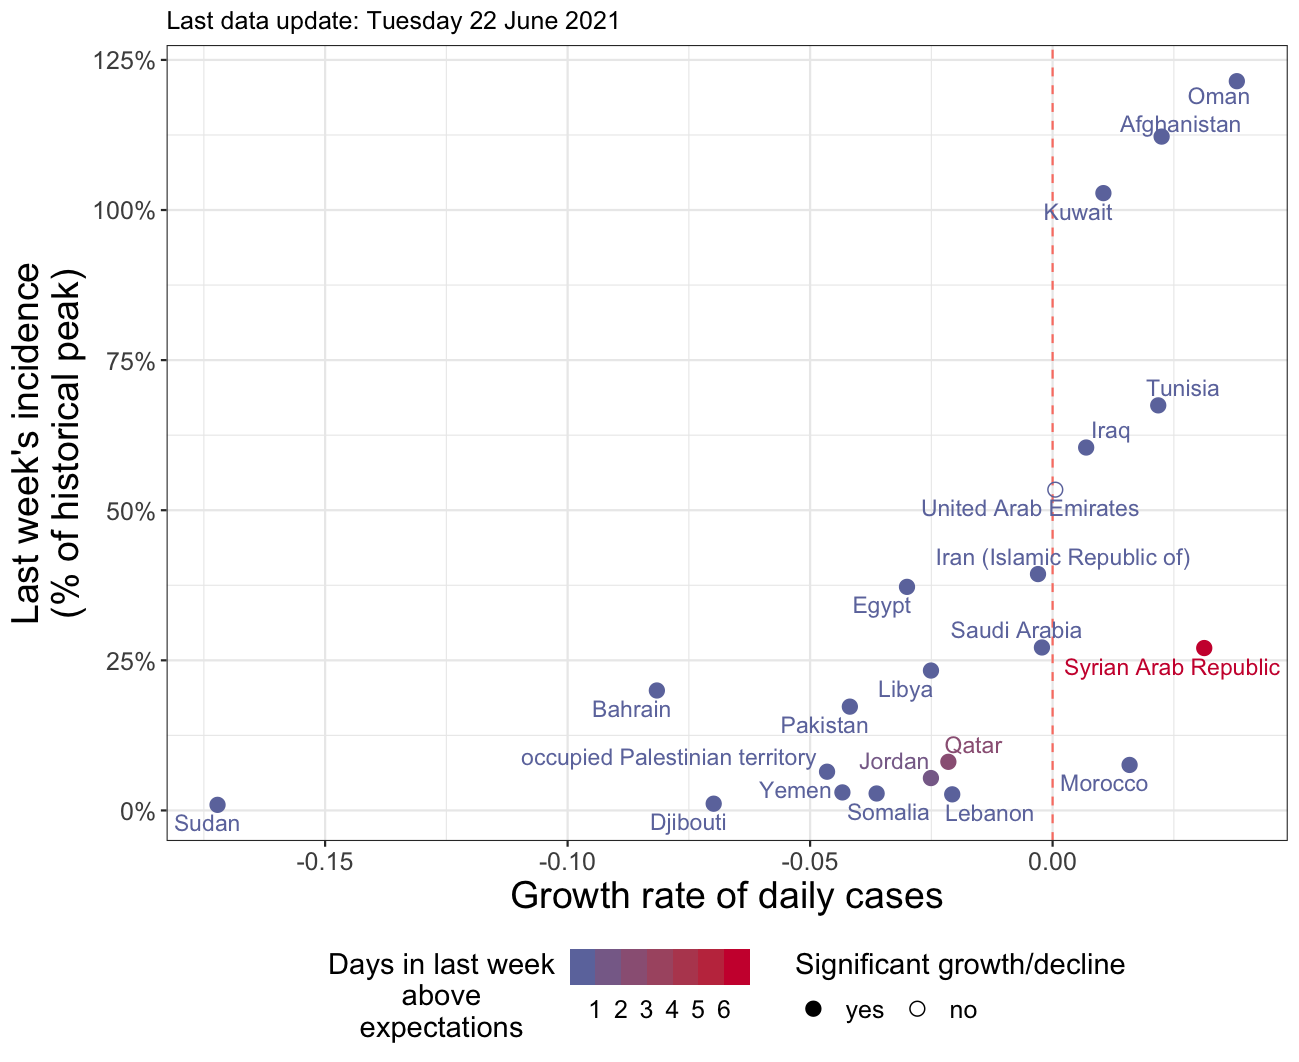 Last data update: Tuesday 22 June 2021
125%
100%
75%
50%
25%
0%
Last week's incidence
(% of historical peak)
Oman
Afghanistan
Kuwait
Tunisia
Iraq
United Arab Emirates
Iran (Islamic Republic of)
Egypt
Saudi Arabia
Syrian Arab Republic
Libya
Bahrain
Pakistan
Qatar
occupied Palestinian territory
Jordan
Morocco
Yemen
Somalia
Lebanon
Sudan
Djibouti
-0.15
-0.10
-0.05
0.00
Growth rate of daily cases
Days in last week
above
expectations
1 2 3 4 5 6
Significant growth/decline
yes
no